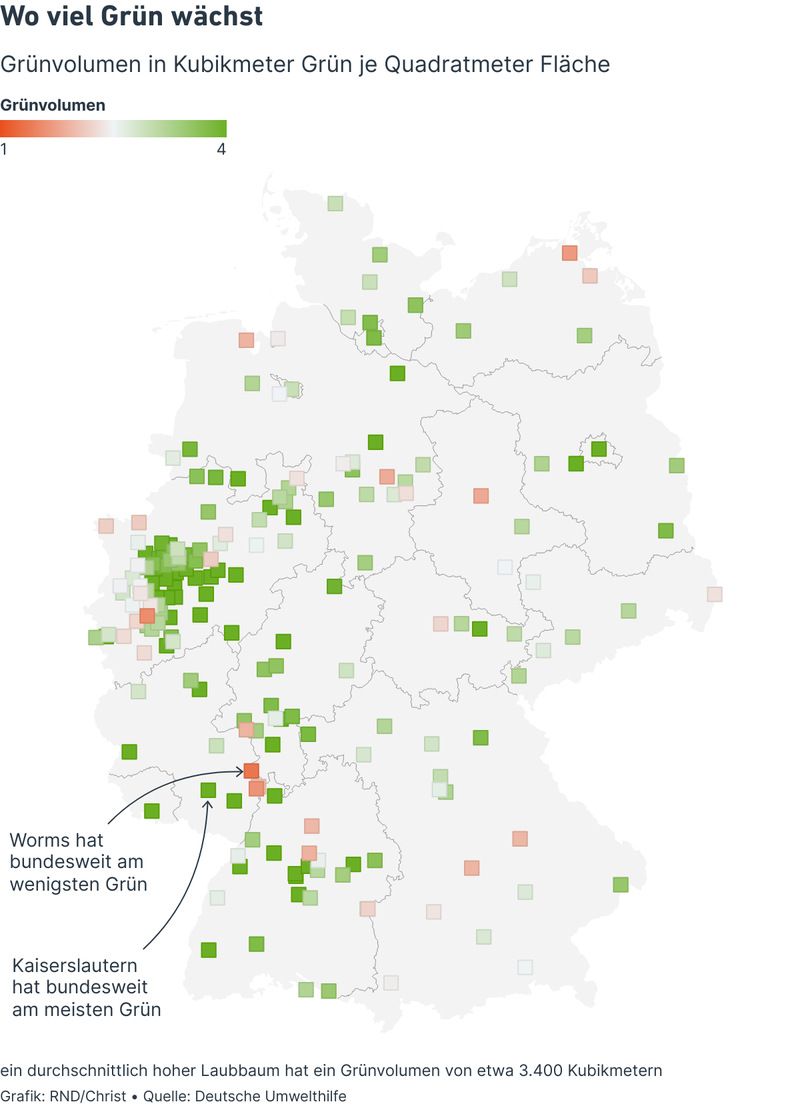 Wo viel Grün wächst
Grünvolumen in Kubikmeter Grün je Quadratmeter Fläche
Grünvolumen
1 4
Worms hat
bundesweit am
wenigsten Grün
Kaiserslautern
hat bundesweit
am meisten Grün
ein durchschnittlich hoher Laubbaum hat ein Grünvolumen von etwa 3.400 Kubikmetern
Grafik: RND/Christ • Quelle: Deutsche Umwelthilfe